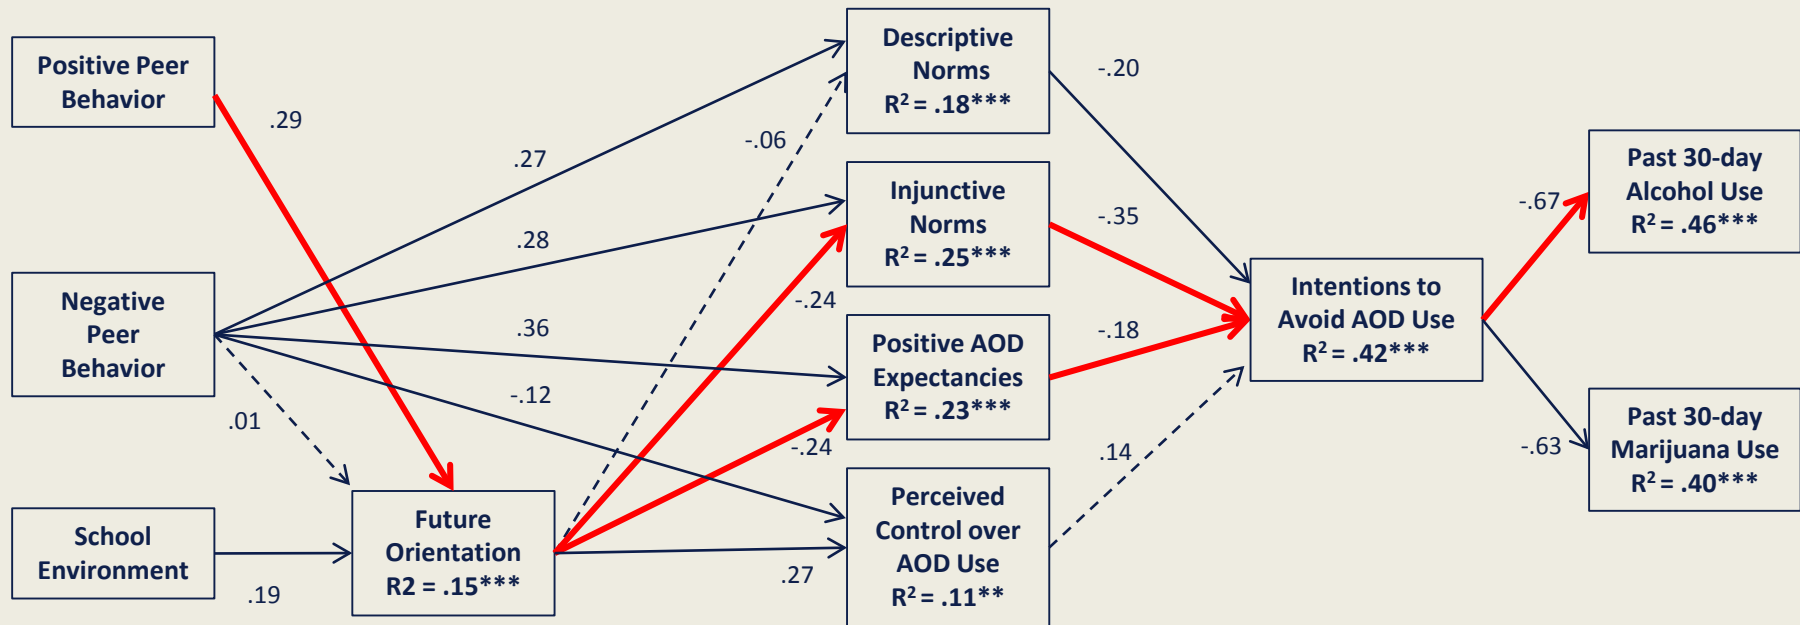 Positive Peer
Behavior
.29
Negative
Peer
Behavior
.27
.28
.36
-.12
.01
School
Environment
.19
Future
Orientation
R2 = .15***
-.06
-.24
-.24
.27
Descriptive
Norms
R² = .18***
Injunctive
Norms
R² = .25***
Positive AOD
Expectancies
R² = .23***
Perceived
Control over
AOD Use
R² = .11**
-.20
-.35
-.18
.14
Intentions to
Avoid AOD Use
R² = .42***
-.67
-.63
Past 30-day
Alcohol Use
R² = .46***
Past 30-day
Marijuana Use
R² = .40***